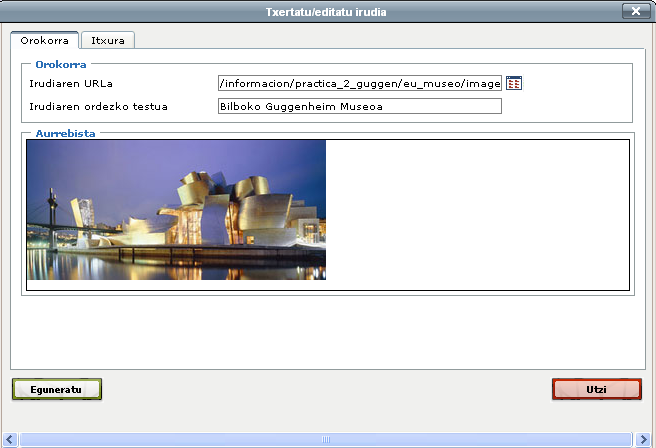 Txertatu/editatu irudia
Orokorra
Itxura
Orokorra
Irudiaren URLa
/informacion/practica_2_guggen/eu_museo/image
Irudiaren ordezko testua
Bilboko Guggenheim Museoa
Aurrebista
Eguneratu
Utzi